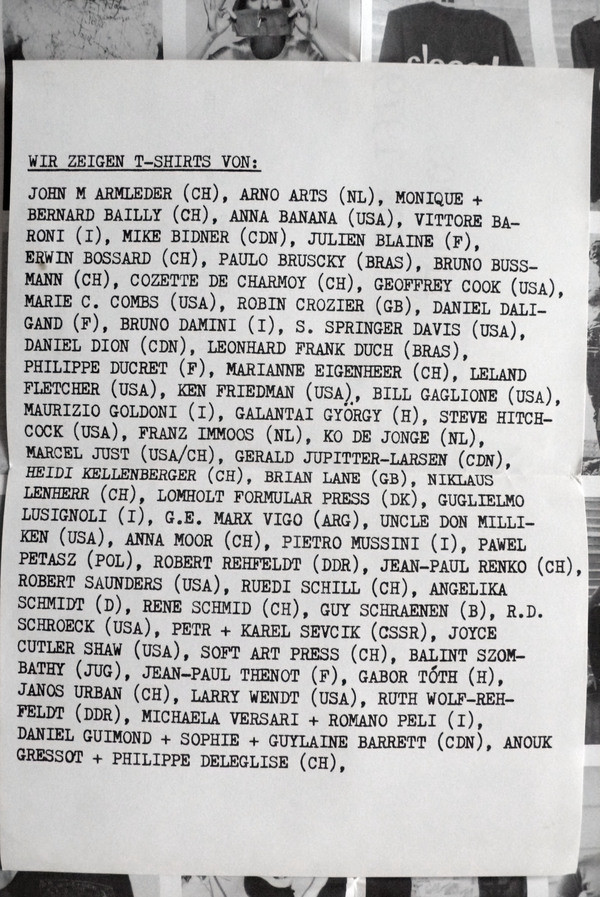 WIR ZEIGEN T-SHIRTS VON:
JOHN M ARMLEDER (CH), ARNO ARTS (NL), MONIQUE +
BERNARD BAILLY (CH), ANNA BANANA (USA), VITTORE BA-
RONI (I), MIKE BIDNER (CDN), JULIEN BLAINE (F),
ERWIN BOSSARD (CH), PAULO BRUSCKY (BRAS), BRUNO BUSS-
MANN (CH), COZETTE DE CHARMOY (CH), GEOFFREY COOK (USA),
MARIE C. COMBS (USA), ROBIN CROZIER (GB), DANIEL DALI-
GAND (F), BRUNO DAMINI (I), S. SPRINGER DAVIS (USA),
DANIEL DION (CDN), LEONHARD FRANK DUCH (BRAS),
PHILIPPE DUCRET (F), MARIANNE EIGENHEER (CH), LELAND
FLETCHER (USA), KEN FRIEDMAN (USA), BILL GAGLIONE (USA),
MAURIZIO GOLDONI (I), GALANTAI GYÖRGY (H), STEVE HITCH-
COCK (USA), FRANZ IMMOOS (NL), KO DE JONGE (NL),
MARCEL JUST (USA/CH), GERALD JUPITTER-LARSEN (CDN),
HEIDI KELLENBERGER (CH), BRIAN LANE (GB), NIKLAUS
LENHERR (CH), LOMHOLT FORMULAR PRESS (DK), GUGLIELMO
LUSIGNOLI (I), G.E. MARX VIGO (ARG), UNCLE DON MILLI-
KEN (USA), ANNA MOOR (CH), PIETRO MUSSINI (I), PAWEL
PETASZ (POL), ROBERT REHFELDT (DDR), JEAN-PAUL RENKO (CH),
ROBERT SAUNDERS (USA), RUEDI SCHILL (CH), ANGELIKA
SCHMIDT (D), RENE SCHMID (CH), GUY SCHRAENEN (B), R.D.
SCHROECK (USA), PETR + KAREL SEVCIK (CSSR), JOYCE
CUTLER SHAW (USA), SOFT ART PRESS (CH), BALINT SZOM-
BATHY (JUG), JEAN-PAUL THENOT (F), GABOR TÓTH (H),
JANOS URBAN (CH), LARRY WENDT (USA), RUTH WOLF-REH-
FELDT (DDR), MICHAELA VERSARI + ROMANO PELI (I),
DANIEL GUIMOND + SOPHIE + GUYLAINE BARRETT (CDN), ANOUK
GRESSOT + PHILIPPE DELEGLISE (CH),